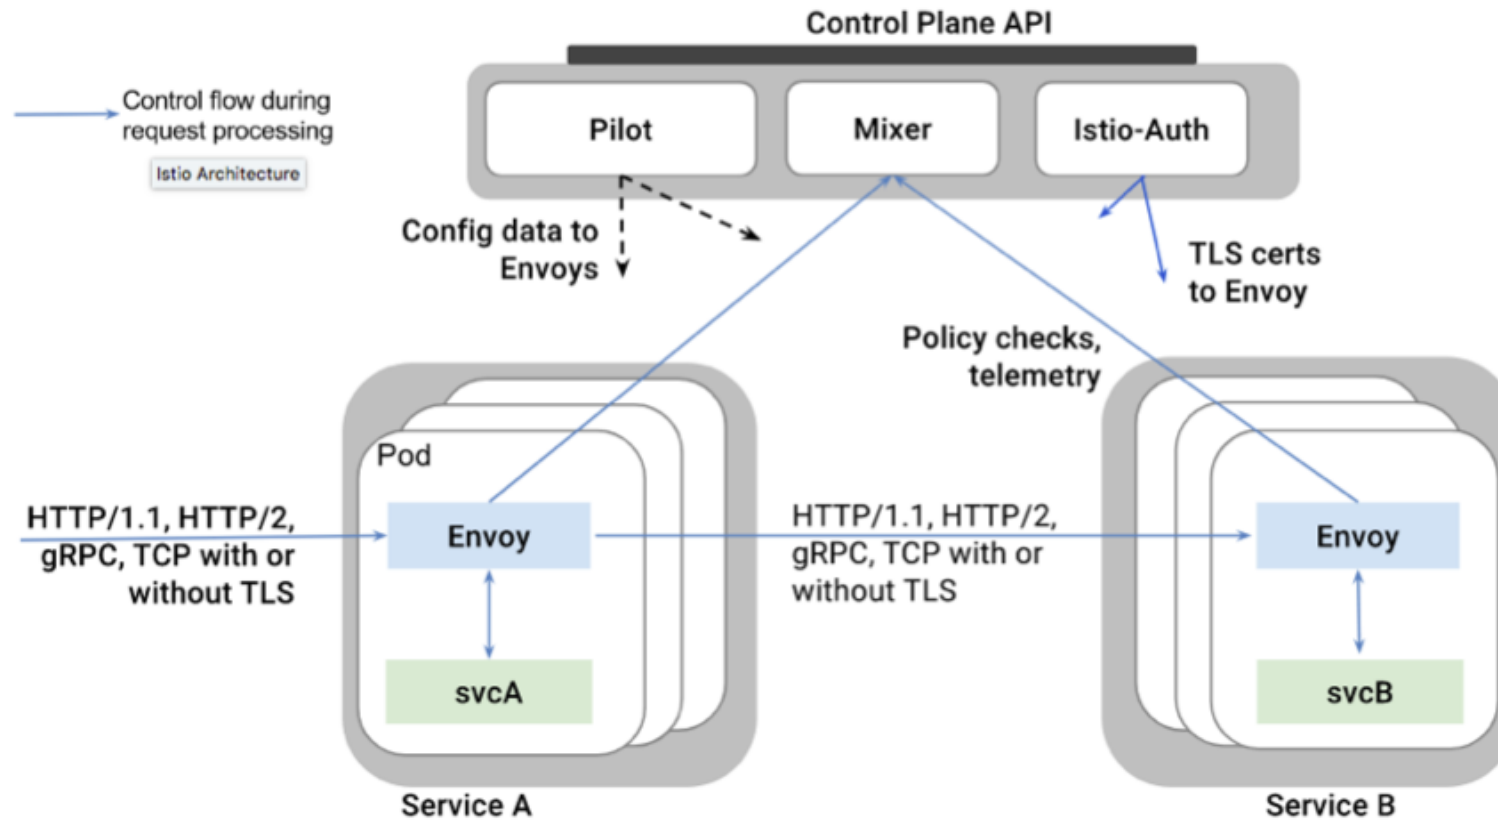 Control Plane API
Control flow during
request processing
Istio Architecture
Pilot
Mixer
Istio-Auth
Config data to
Envoys
TLS certs
to Envoy
Policy checks,
telemetry
Pod
HTTP/1.1, HTTP/2,
gRPC, TCP with or
without TLS
Envoy
svcA
Service A
HTTP/1.1, HTTP/2,
gRPC, TCP with or
without TLS
Envoy
svcB
Service B